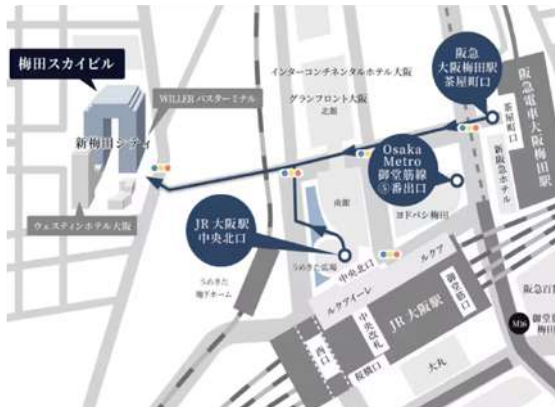 梅田スカイビル
WILLER バスターミナル
新梅田シティ
ウェスティンホテル大阪
インターコンチネンタルホテル大阪
グランフロント大阪
北館
阪急
大阪梅田駅
茶屋町口
阪急電車大阪梅田駅
茶屋町口
新阪急ホテル
Osaka
Metro
御堂筋線
⑤番出口
南館
ヨドバシ梅田
JR 大阪駅
中央北口
うめきた広場
うめきた
地下ホーム
中央北口
ルクア
ルクアイーレ
御堂筋口
JR 大阪駅
中央改札
西口
桜橋口
大丸
阪急百
M16
御堂筋
梅田